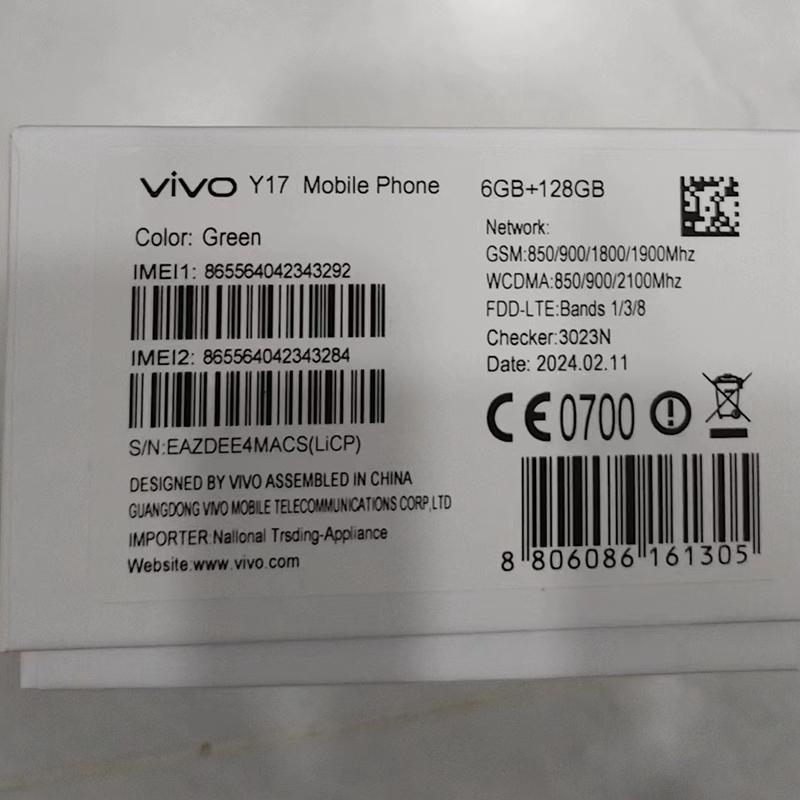 vivo Y17 Mobile Phone 6GB+128GB
Color: Green
IMEI1: 865564042343292
IMEI2: 865564042343284
S/N:EAZDEE4MACS(LiCP)
DESIGNED BY VIVO ASSEMBLED IN CHINA
GUANGDONG VIVO MOBILE TELECOMMUNICATIONS CORP,LTD
IMPORTER:Nallonal Trsding-Appliance
Website:www.vivo.com
Network:
GSM:850/900/1800/1900Mhz
WCDMA:850/900/2100Mhz
FDD-LTE:Bands 1/3/8
Checker:3023N
Date: 2024.02.11
CE0700
8 806086 161305